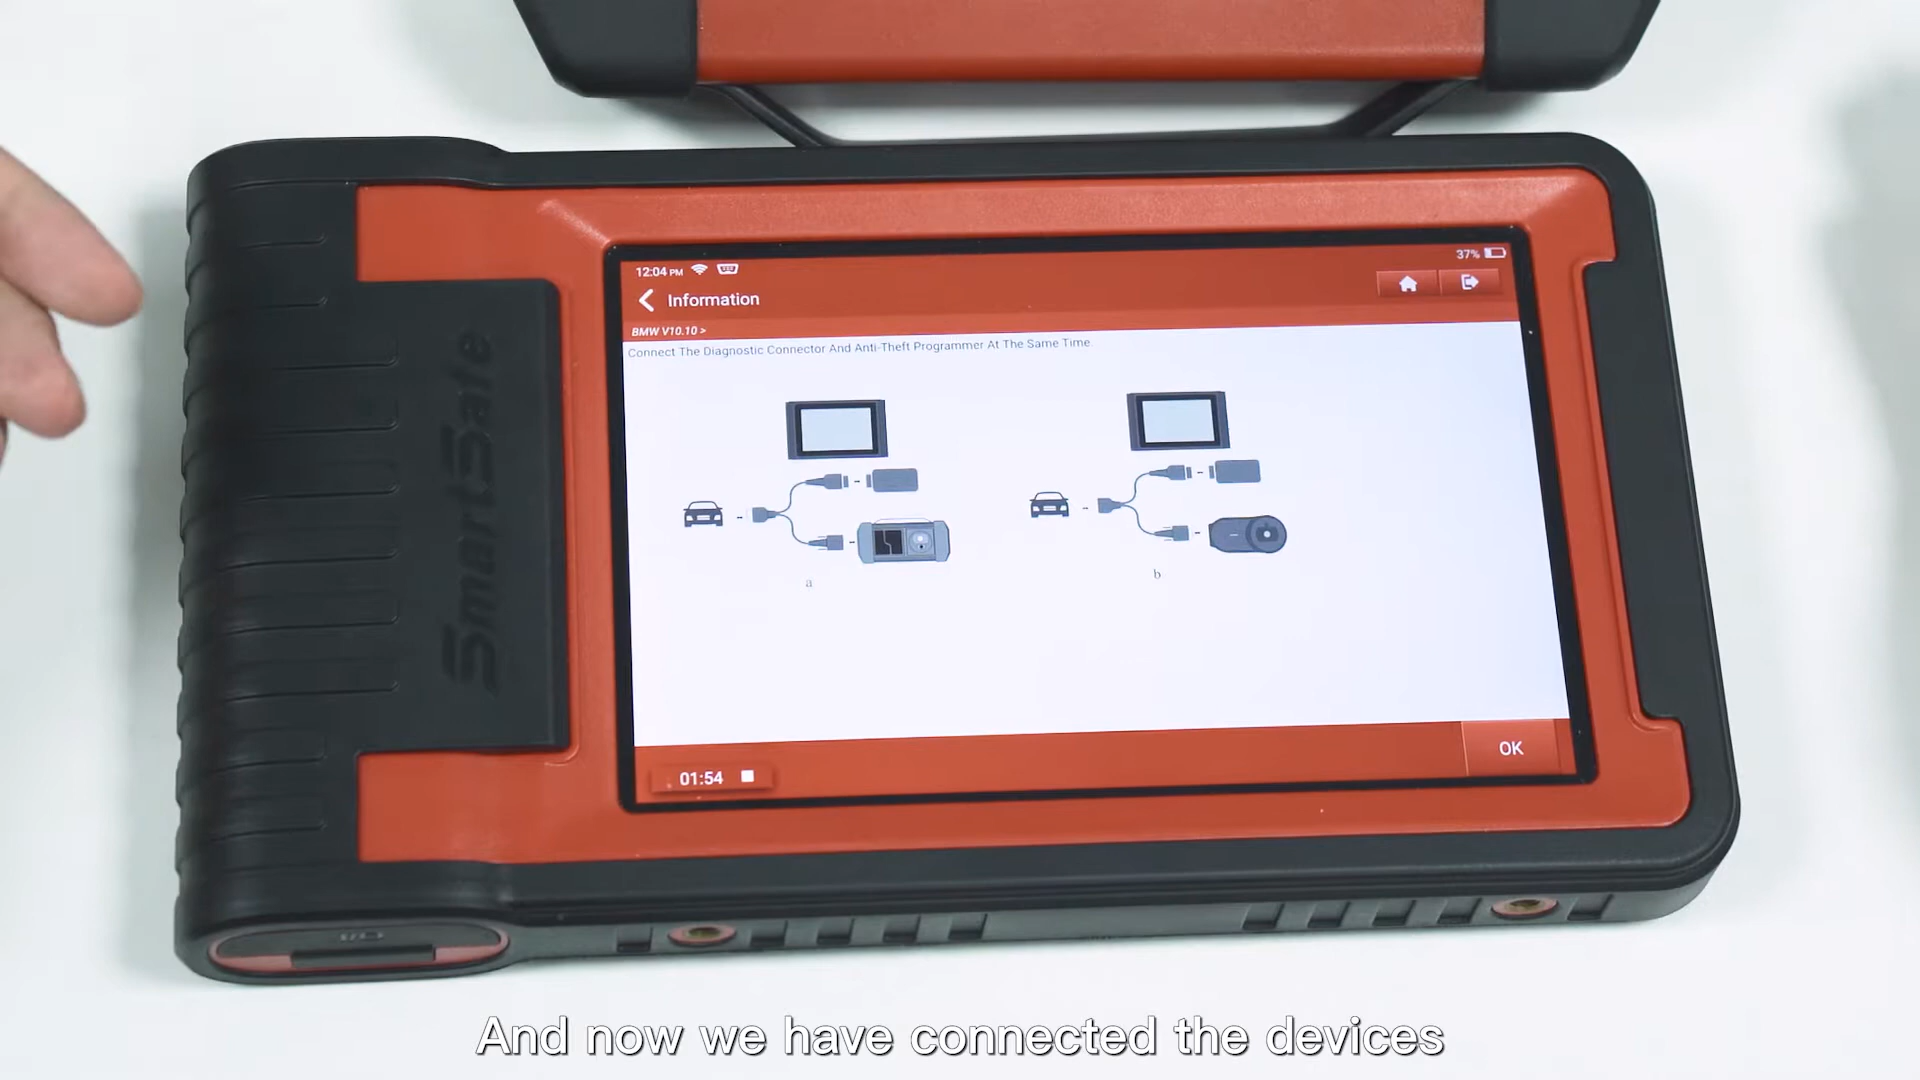 SmartSafe
12:04 PM
37%
Information
BMW V10.10 >
Connect The Diagnostic Connector And Anti-Theft Programmer At The Same Time.
a
b
01:54
OK
And now we have connected the devices